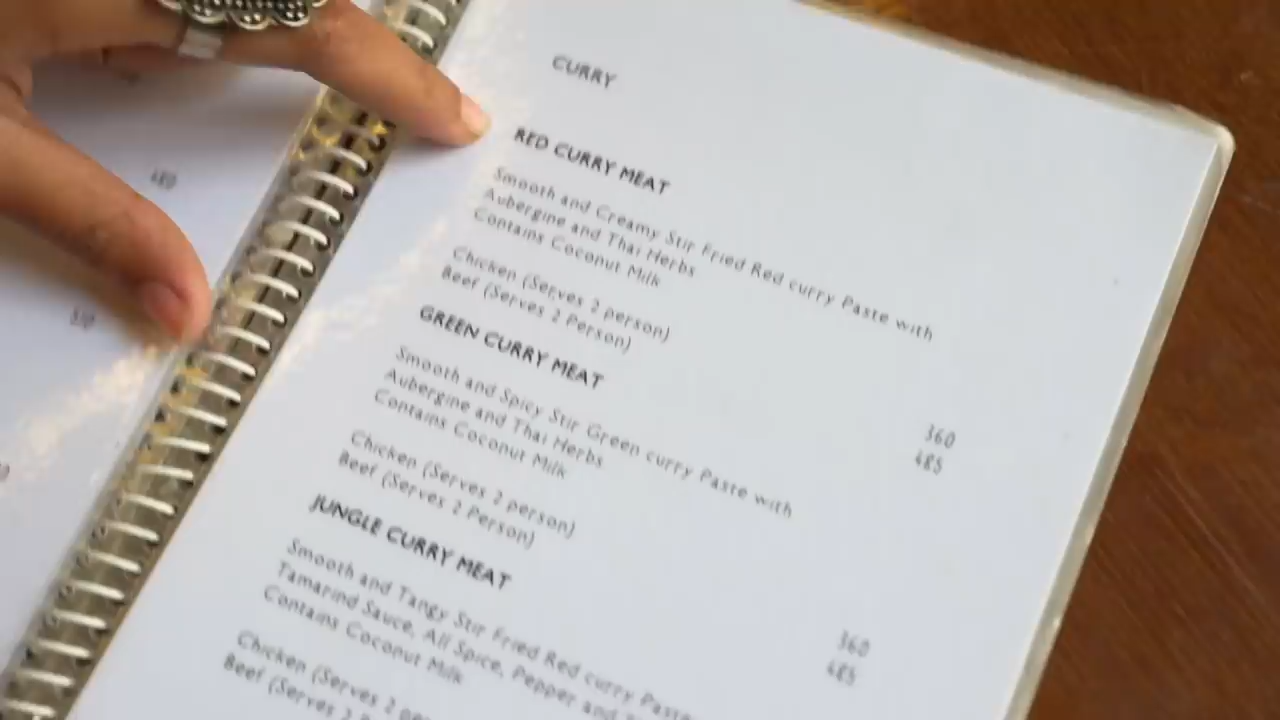 CURRY
RED CURRY MEAT
Smooth and Creamy Stir Fried Red curry Paste with
Aubergine and Thai Herbs
Contains Coconut Milk
Chicken (Serves 2 person) 360
Beef (Serves 2 Person) 485
GREEN CURRY MEAT
Smooth and Spicy Stir Green curry Paste with
Aubergine and Thai Herbs
Contains Coconut Milk
Chicken (Serves 2 person) 360
Beef (Serves 2 Person) 485
JUNGLE CURRY MEAT
Smooth and Tangy Stir Fried Red curry Paste
Tamarind Sauce, All Spice, Pepper and
Contains Coconut Milk
Chicken (Serves 2
Beef (Serves 2